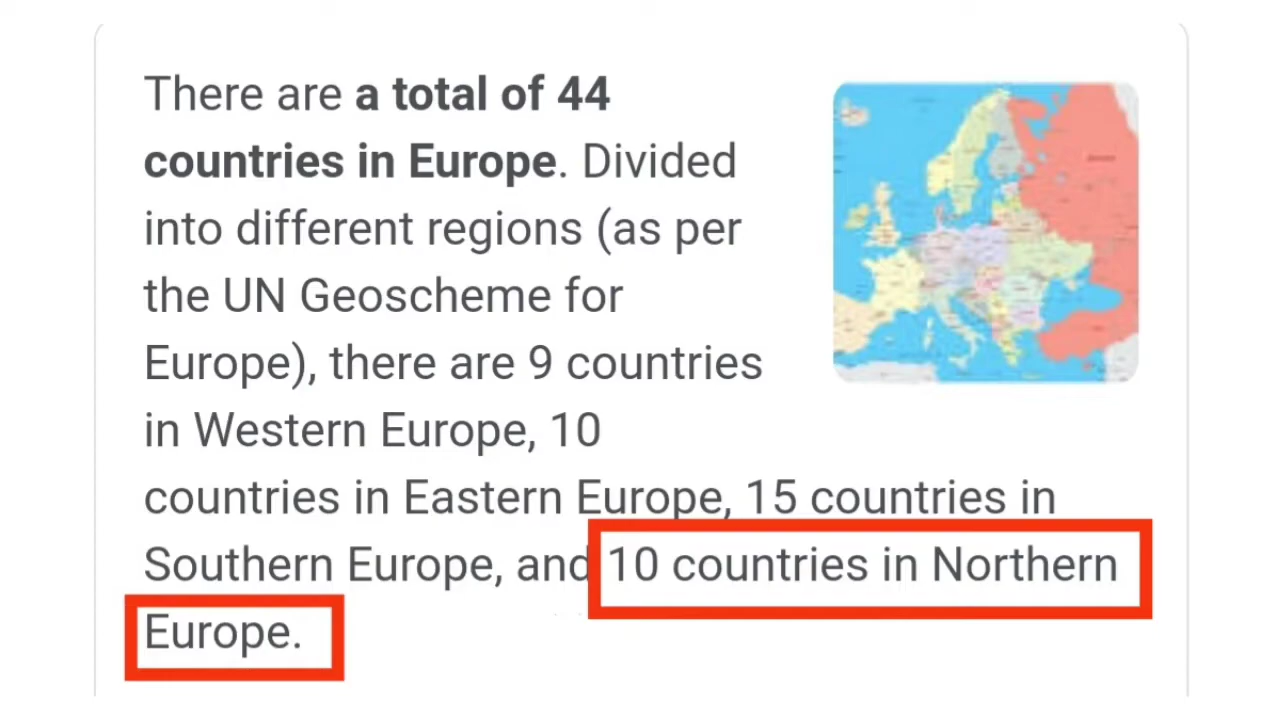 There are a total of 44
countries in Europe. Divided
into different regions (as per
the UN Geoscheme for
Europe), there are 9 countries
in Western Europe, 10
countries in Eastern Europe, 15 countries in
Southern Europe, and 10 countries in Northern
Europe.